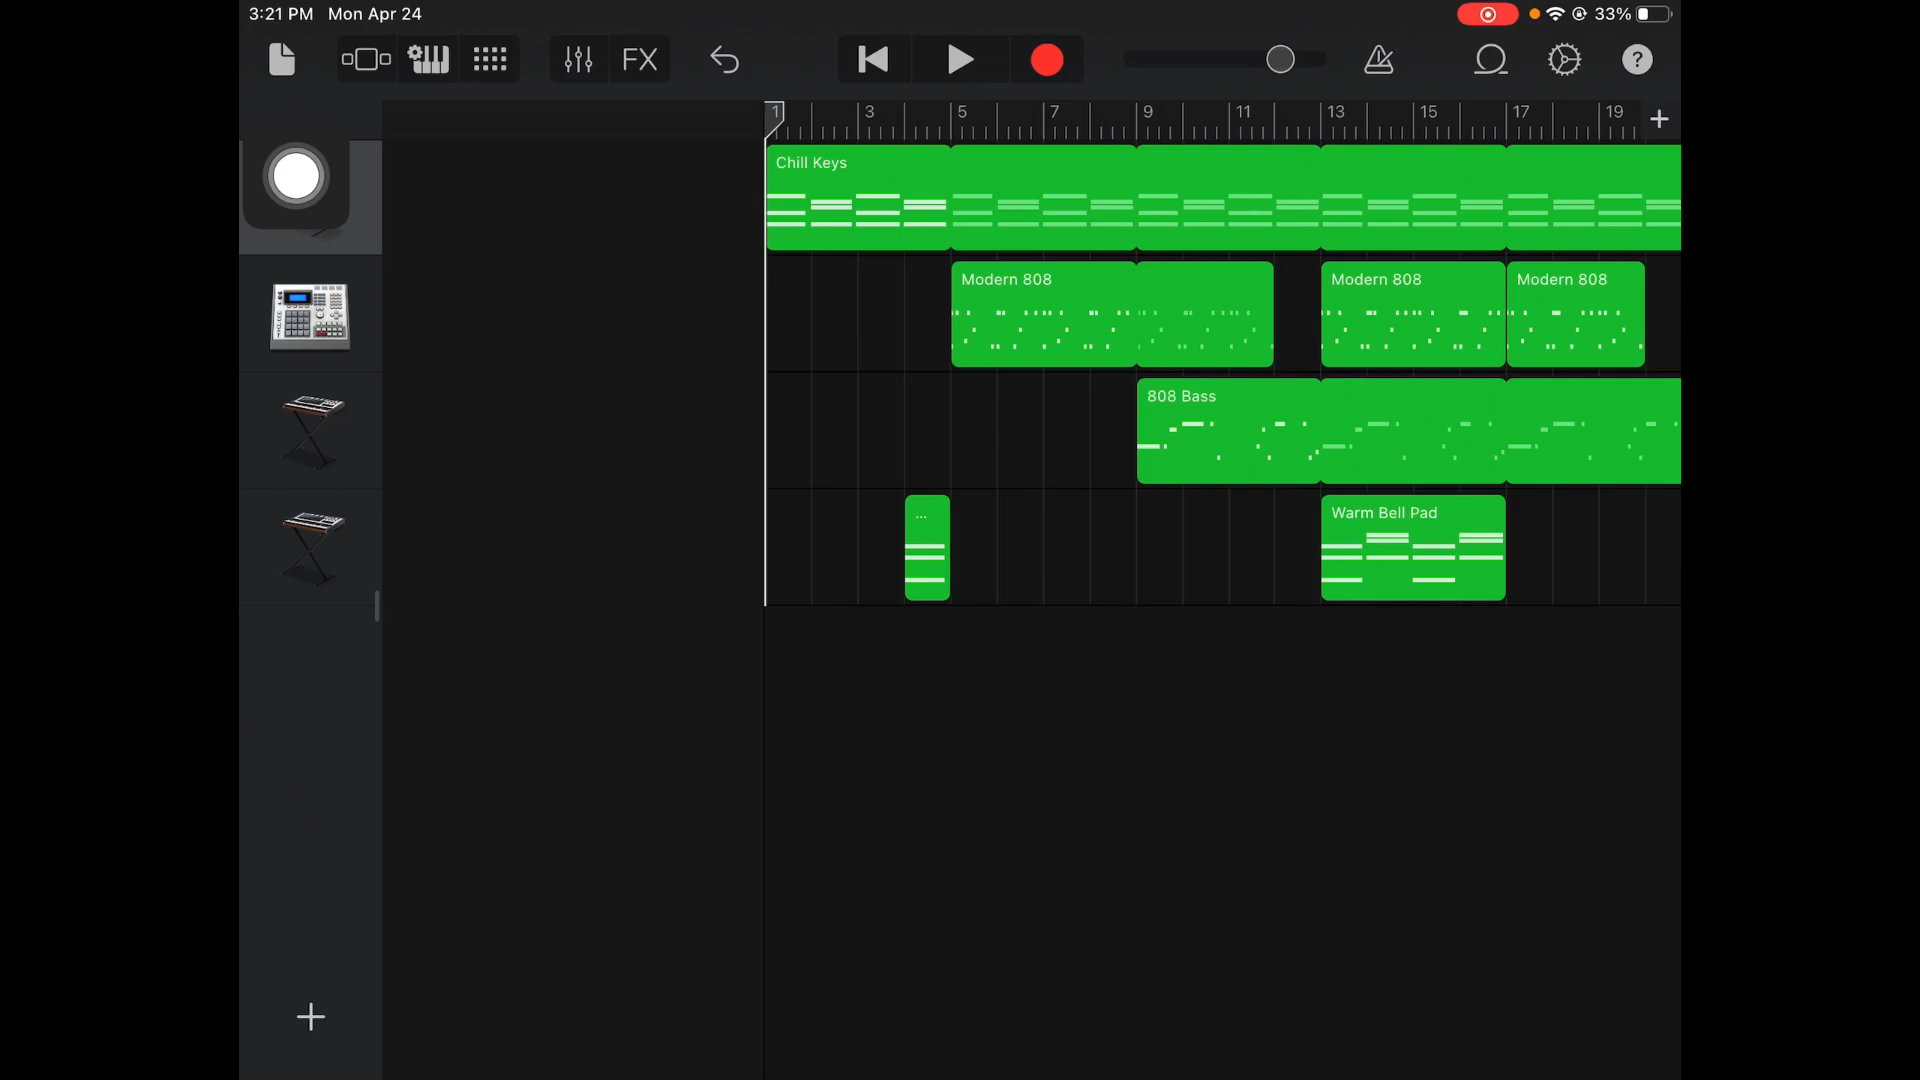 3:21 PM Mon Apr 24
33%
FX
?
1 3 5 7 9 11 13 15 17 19 +
Chill Keys
Modern 808 Modern 808 Modern 808
808 Bass
... Warm Bell Pad
+